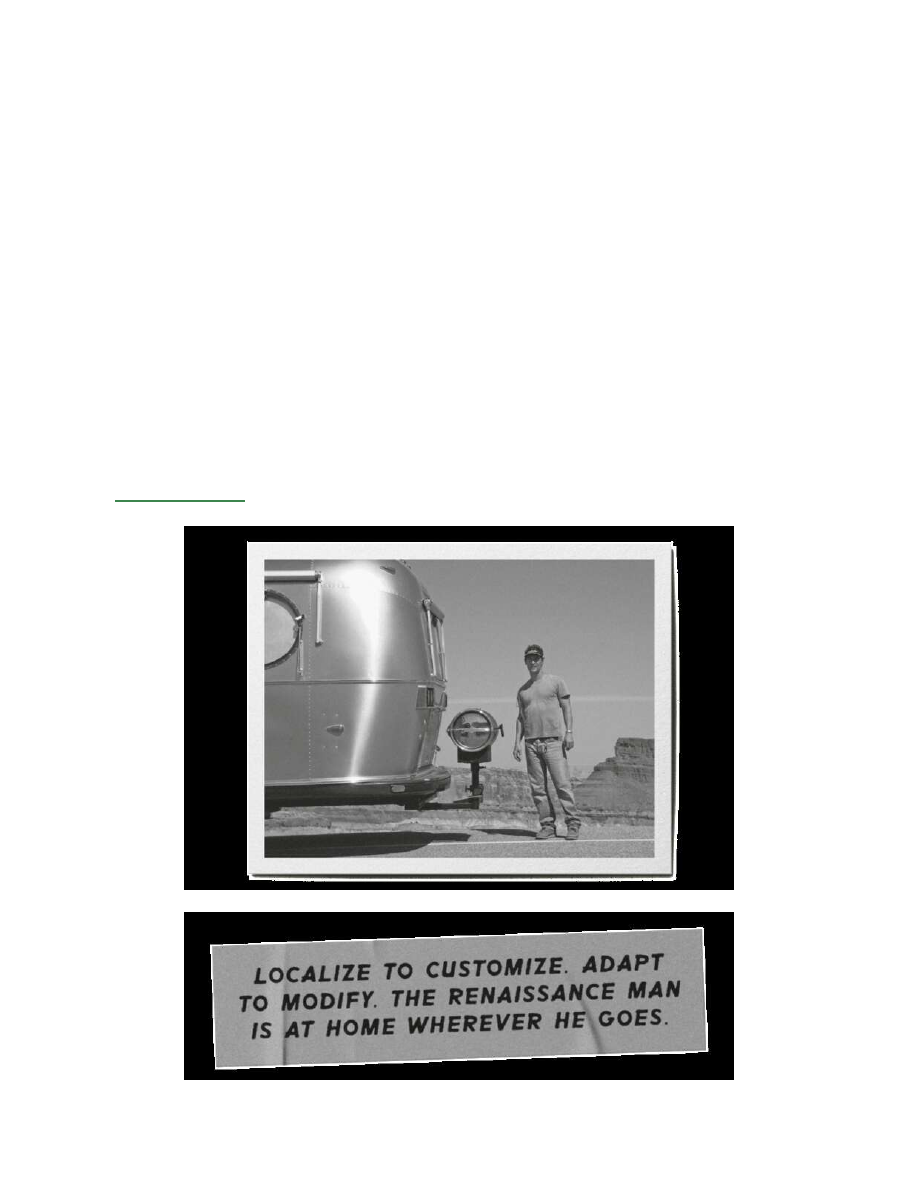 LOCALIZE TO CUSTOMIZE. ADAPT
TO MODIFY. THE RENAISSANCE MAN
IS AT HOME WHEREVER HE GOES.